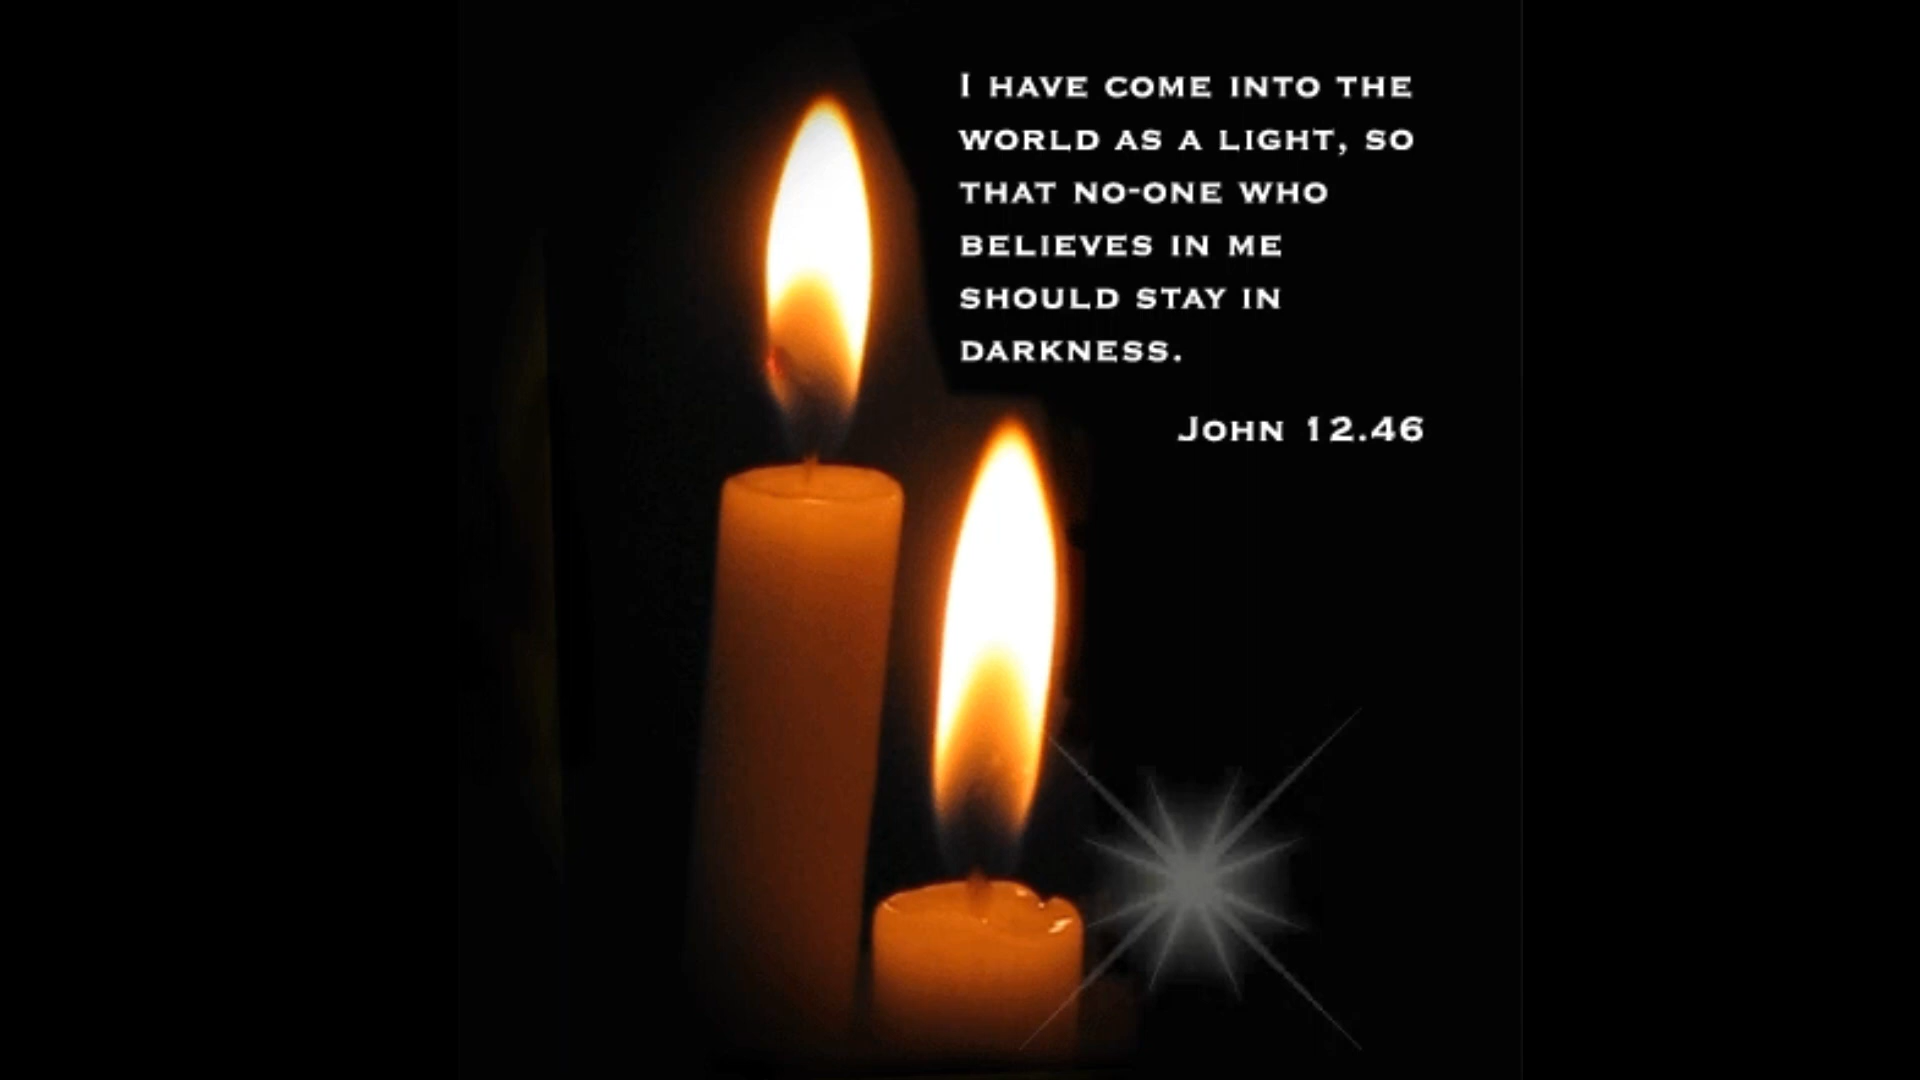 I HAVE COME INTO THE
WORLD AS A LIGHT, SO
THAT NO-ONE WHO
BELIEVES IN ME
SHOULD STAY IN
DARKNESS.
JOHN 12.46